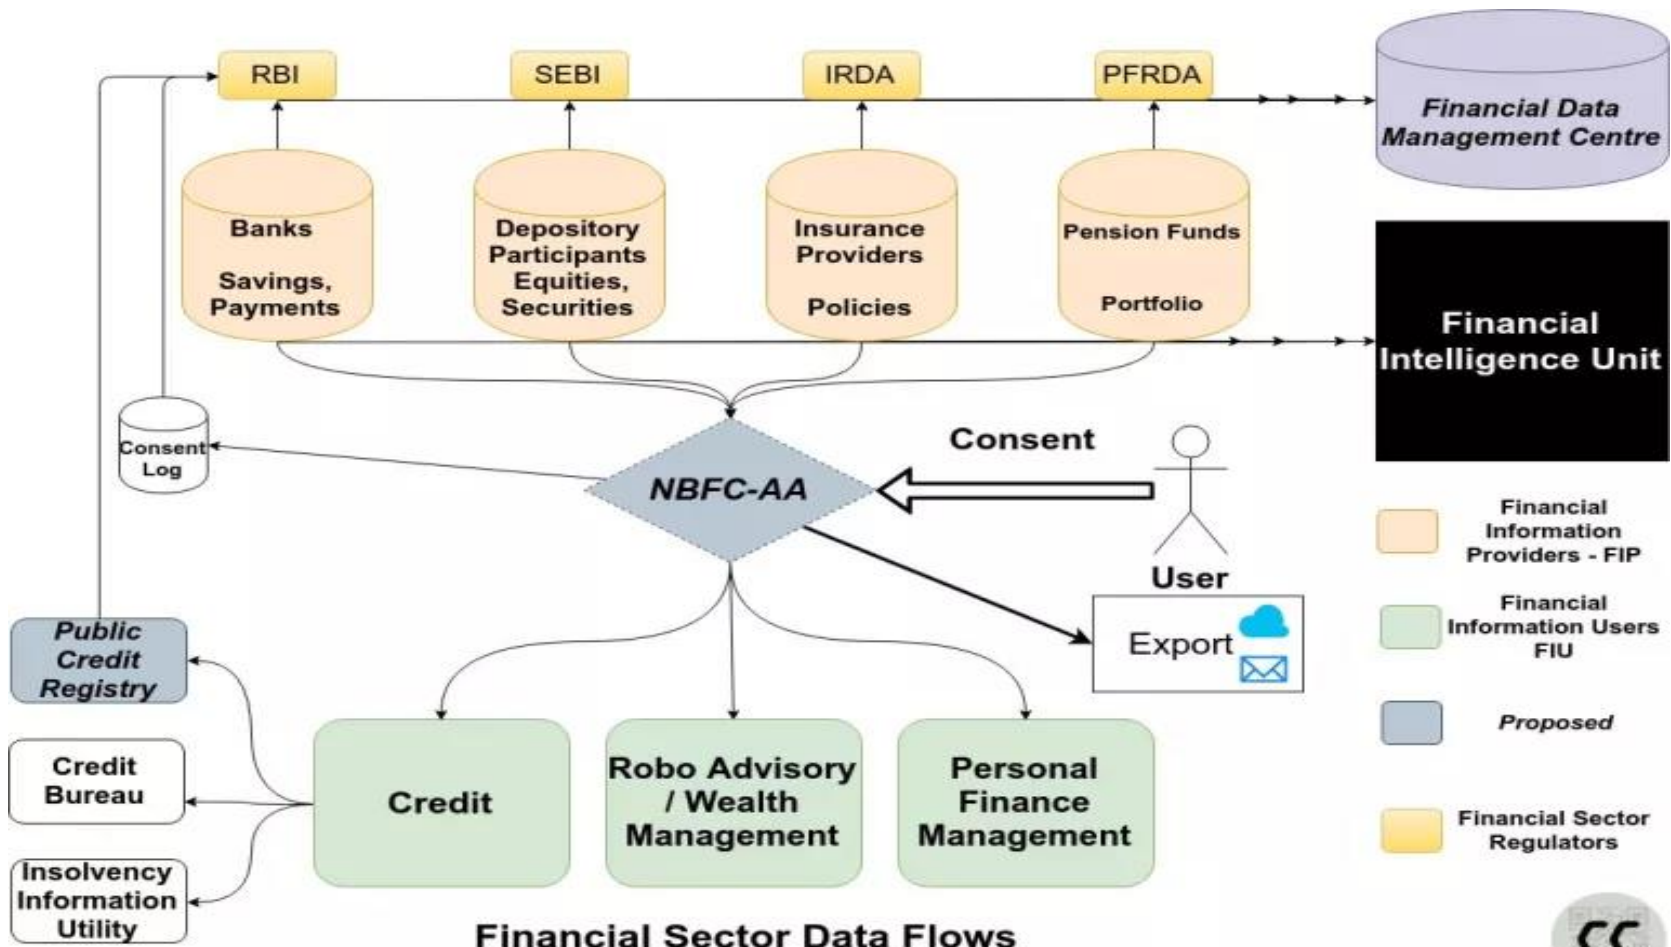 RBI
SEBI
IRDA
PFRDA
Financial Data
Management Centre
Banks
Savings,
Payments
Depository
Participants
Equities,
Securities
Insurance
Providers
Policies
Pension Funds
Portfolio
Financial
Intelligence Unit
Consent
Log
NBFC-AA
Consent
User
Export
Financial
Information
Providers - FIP
Financial
Information Users
FIU
Proposed
Financial Sector
Regulators
Public
Credit
Registry
Credit
Bureau
Insolvency
Information
Utility
Credit
Robo Advisory
/ Wealth
Management
Personal
Finance
Management
Financial Sector Data Flows
CC